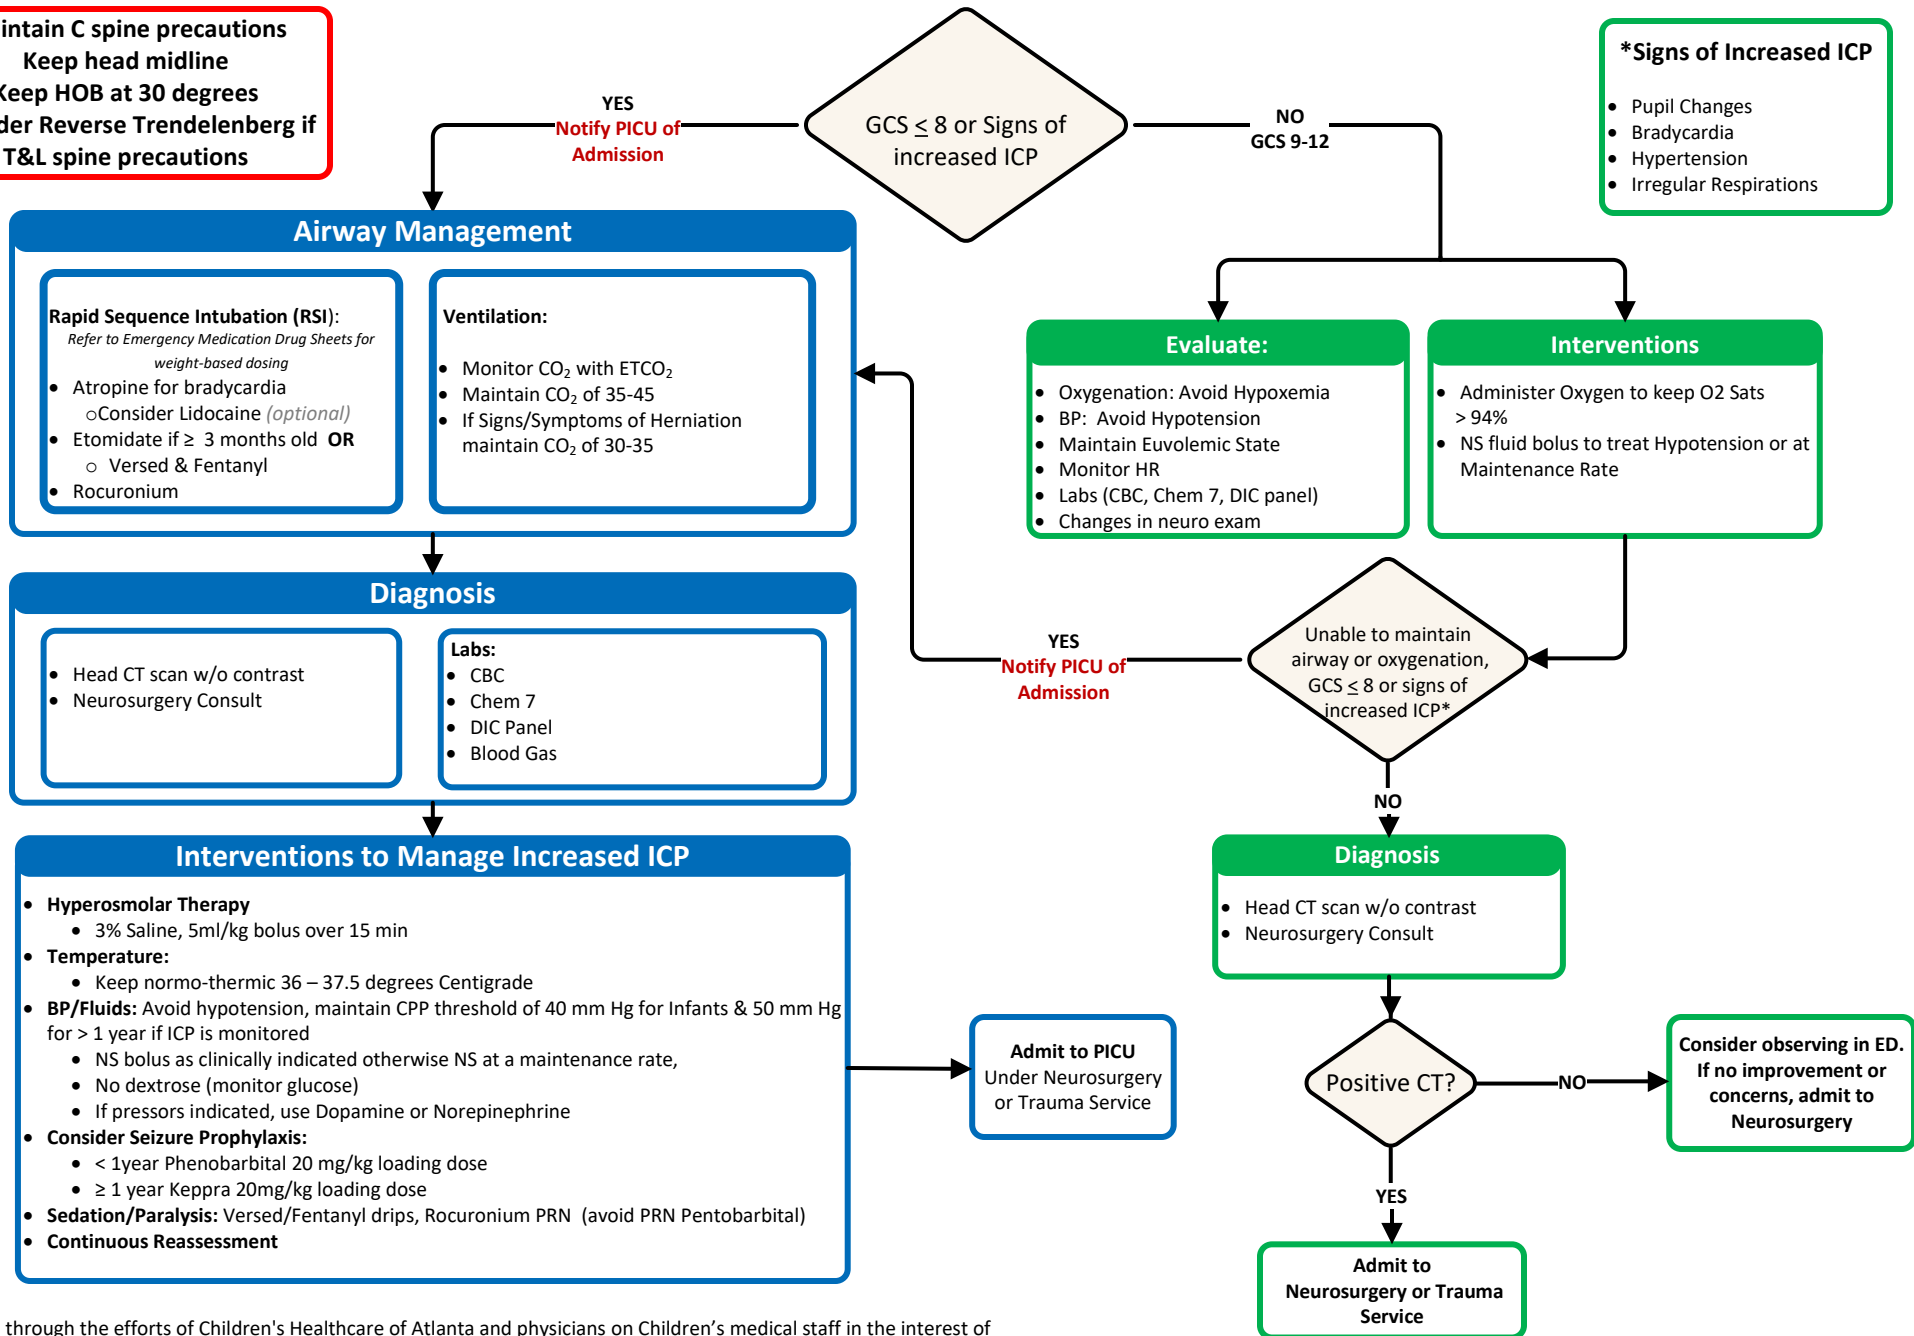 intain C spine precautions
Keep head midline
Keep HOB at 30 degrees
der Reverse Trendelenberg if
T&L spine precautions
GCS ≤ 8 or Signs of
increased ICP
YES
Notify PICU of
Admission
NO
GCS 9-12
*Signs of Increased ICP
• Pupil Changes
• Bradycardia
• Hypertension
• Irregular Respirations
Airway Management
Rapid Sequence Intubation (RSI):
Refer to Emergency Medication Drug Sheets for
weight-based dosing
• Atropine for bradycardia
o Consider Lidocaine (optional)
• Etomidate if ≥ 3 months old OR
o Versed & Fentanyl
• Rocuronium
Ventilation:
• Monitor CO2 with ETCO2
• Maintain CO2 of 35-45
• If Signs/Symptoms of Herniation
maintain CO2 of 30-35
Evaluate:
• Oxygenation: Avoid Hypoxemia
• BP: Avoid Hypotension
• Maintain Euvolemic State
• Monitor HR
• Labs (CBC, Chem 7, DIC panel)
• Changes in neuro exam
Interventions
• Administer Oxygen to keep O2 Sats
> 94%
• NS fluid bolus to treat Hypotension or at
Maintenance Rate
Unable to maintain
airway or oxygenation,
GCS ≤ 8 or signs of
increased ICP*
YES
Notify PICU of
Admission
NO
Diagnosis
• Head CT scan w/o contrast
• Neurosurgery Consult
Labs:
• CBC
• Chem 7
• DIC Panel
• Blood Gas
Interventions to Manage Increased ICP
• Hyperosmolar Therapy
• 3% Saline, 5ml/kg bolus over 15 min
• Temperature:
• Keep normo-thermic 36 – 37.5 degrees Centigrade
• BP/Fluids: Avoid hypotension, maintain CPP threshold of 40 mm Hg for Infants & 50 mm Hg
for > 1 year if ICP is monitored
• NS bolus as clinically indicated otherwise NS at a maintenance rate,
• No dextrose (monitor glucose)
• If pressors indicated, use Dopamine or Norepinephrine
• Consider Seizure Prophylaxis:
• < 1year Phenobarbital 20 mg/kg loading dose
• ≥ 1 year Keppra 20mg/kg loading dose
• Sedation/Paralysis: Versed/Fentanyl drips, Rocuronium PRN (avoid PRN Pentobarbital)
• Continuous Reassessment
Admit to PICU
Under Neurosurgery
or Trauma Service
Diagnosis
• Head CT scan w/o contrast
• Neurosurgery Consult
Positive CT?
NO
Consider observing in ED.
If no improvement or
concerns, admit to
Neurosurgery
YES
Admit to
Neurosurgery or Trauma
Service
through the efforts of Children's Healthcare of Atlanta and physicians on Children's medical staff in the interest of